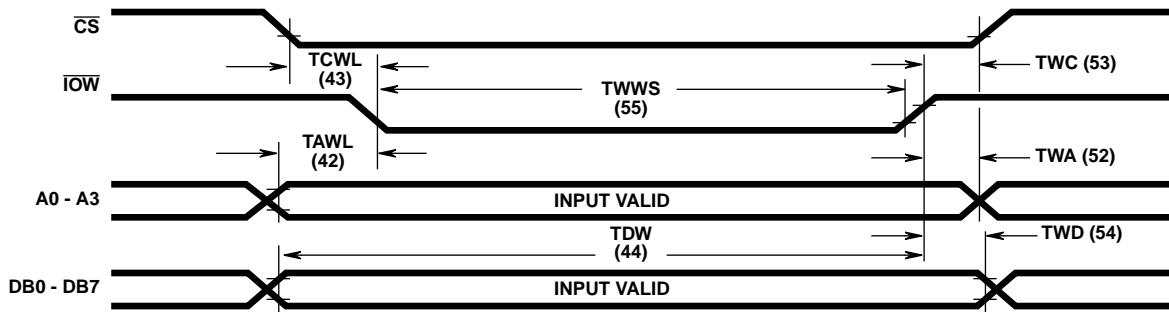 CS
TCWL
(43)
TWC (53)
IOW
TWWS
(55)
TAWL
(42)
TWA (52)
A0 - A3
INPUT VALID
TDW
(44)
TWD (54)
DB0 - DB7
INPUT VALID